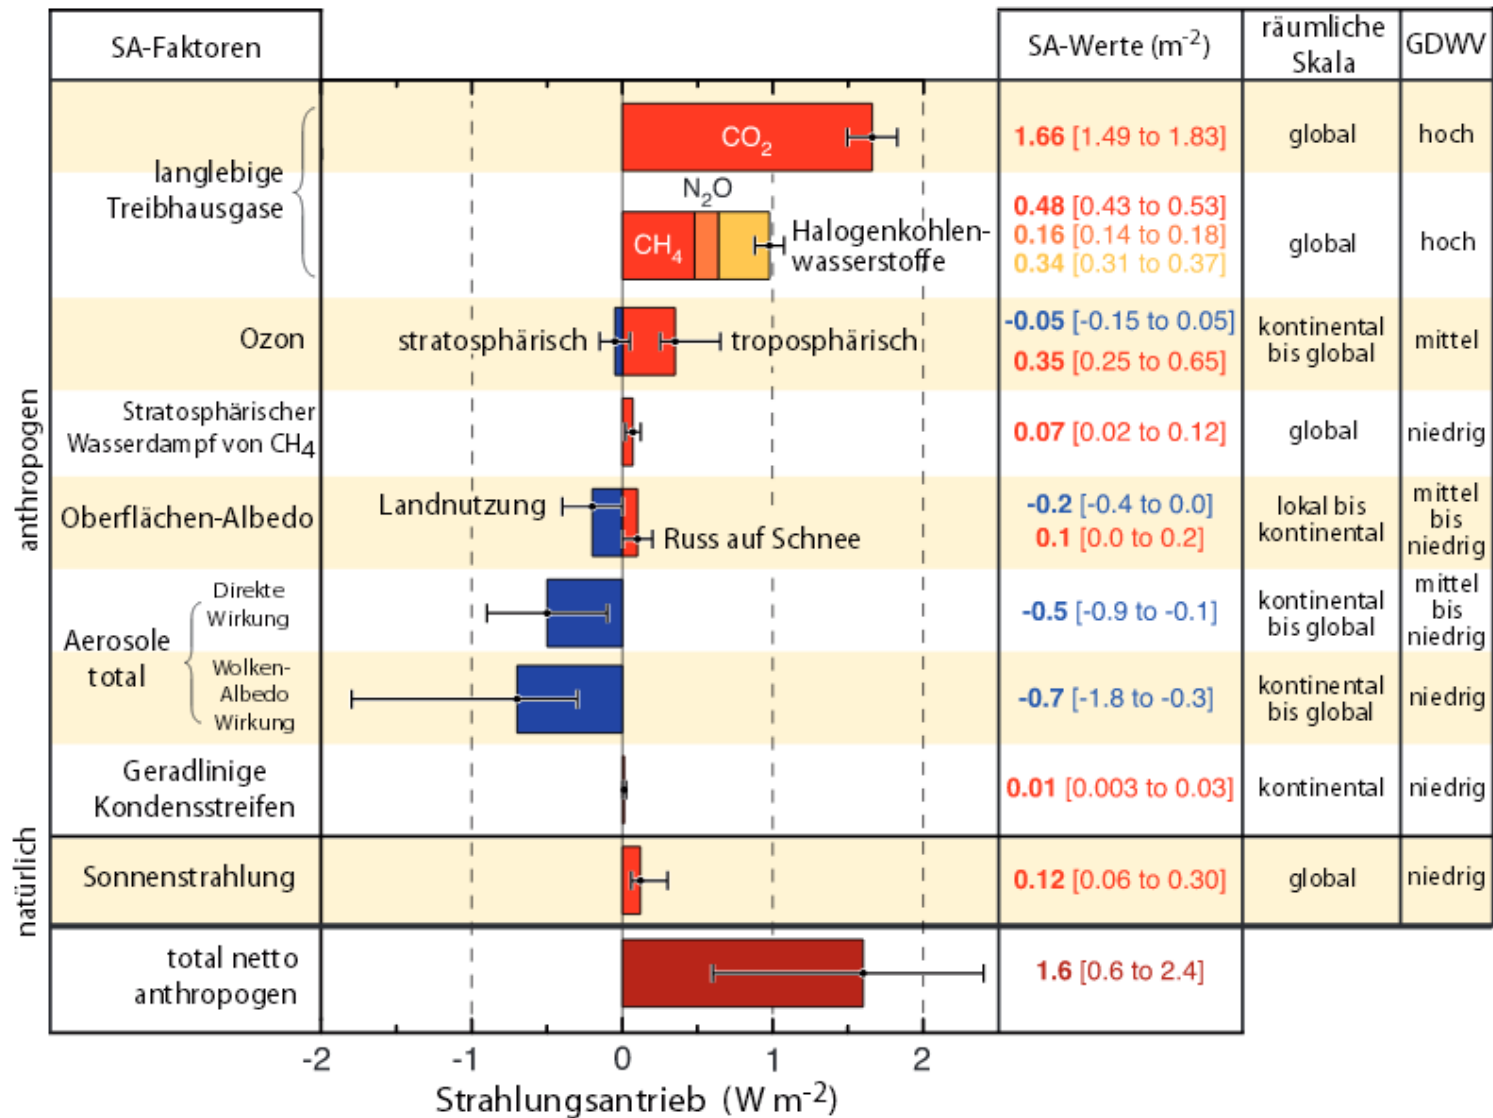 SA-Faktoren
SA-Werte (m⁻²)
räumliche
Skala
GDWV
anthropogen
langlebige
Treibhausgase
CO₂
1.66 [1.49 to 1.83]
global
hoch
N₂O
CH₄
Halogenkohlen-
wasserstoffe
0.48 [0.43 to 0.53]
0.16 [0.14 to 0.18]
0.34 [0.31 to 0.37]
global
hoch
Ozon
stratosphärisch
troposphärisch
-0.05 [-0.15 to 0.05]
0.35 [0.25 to 0.65]
kontinental
bis global
mittel
Stratosphärischer
Wasserdampf von CH4
0.07 [0.02 to 0.12]
global
niedrig
Oberflächen-Albedo
Landnutzung
Russ auf Schnee
-0.2 [-0.4 to 0.0]
0.1 [0.0 to 0.2]
lokal bis
kontinental
mittel
bis
niedrig
Aerosole
total
Direkte
Wirkung
-0.5 [-0.9 to -0.1]
kontinental
bis global
mittel
bis
niedrig
Wolken-
Albedo
Wirkung
-0.7 [-1.8 to -0.3]
kontinental
bis global
niedrig
Geradlinige
Kondensstreifen
0.01 [0.003 to 0.03]
kontinental
niedrig
natürlich
Sonnenstrahlung
0.12 [0.06 to 0.30]
global
niedrig
total netto
anthropogen
1.6 [0.6 to 2.4]
-2 -1 0 1 2
Strahlungsantrieb (W m⁻²)